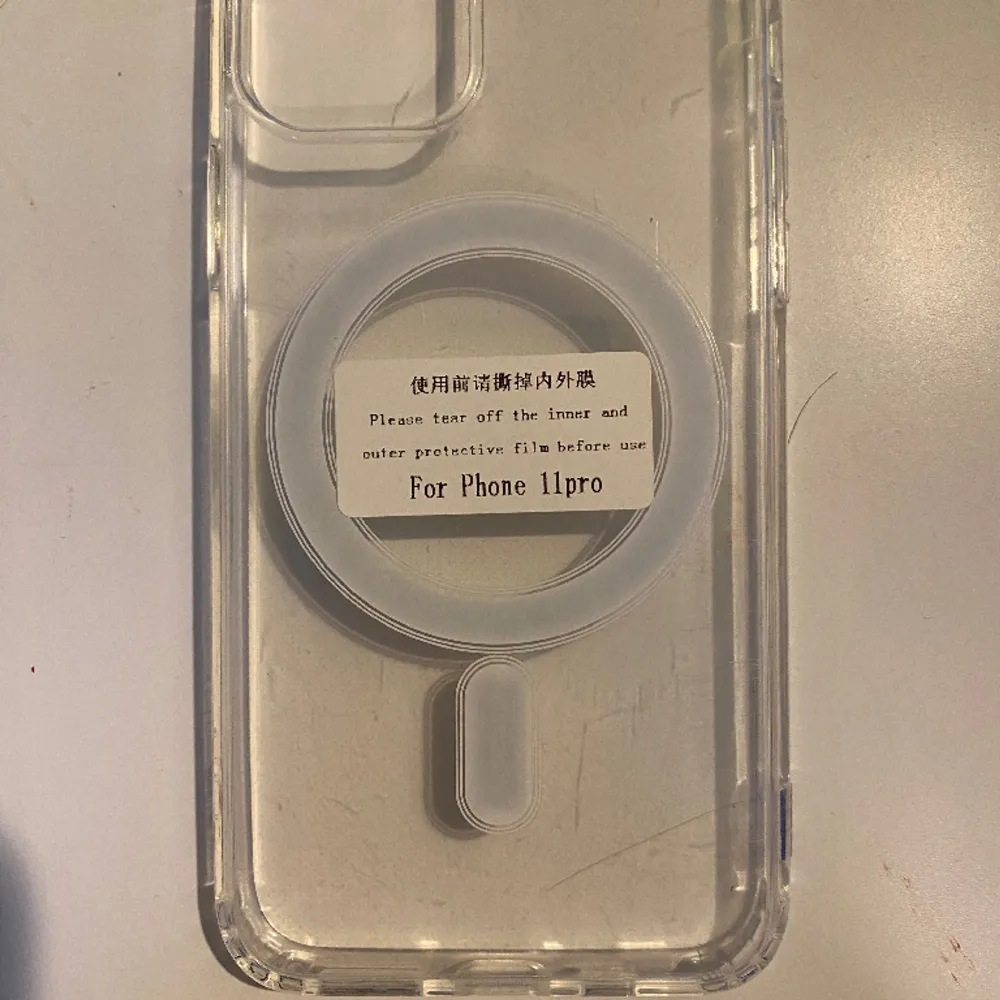 使用前请撕掉内外膜
Please tear off the inner and
outer protective film before use
For Phone 11pro